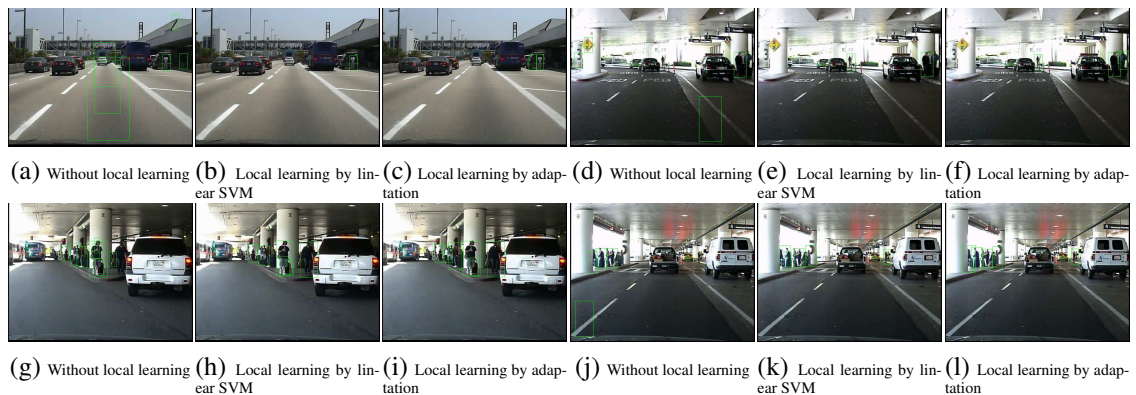 (a) Without local learning
(b) Local learning by lin-
ear SVM
(c) Local learning by adap-
tation
(d) Without local learning
(e) Local learning by lin-
ear SVM
(f) Local learning by adap-
tation
(g) Without local learning
(h) Local learning by lin-
ear SVM
(i) Local learning by adap-
tation
(j) Without local learning
(k) Local learning by lin-
ear SVM
(l) Local learning by adap-
tation